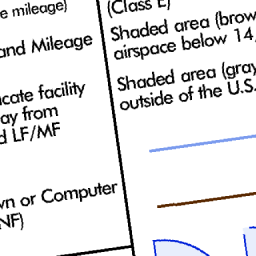 e mileage)
and Mileage
cate facility
ay from
d LF/MF
wn or Computer
NF)
(Class E)
Shaded area (brow
airspace below 14,
Shaded area (gray
outside of the U.S.